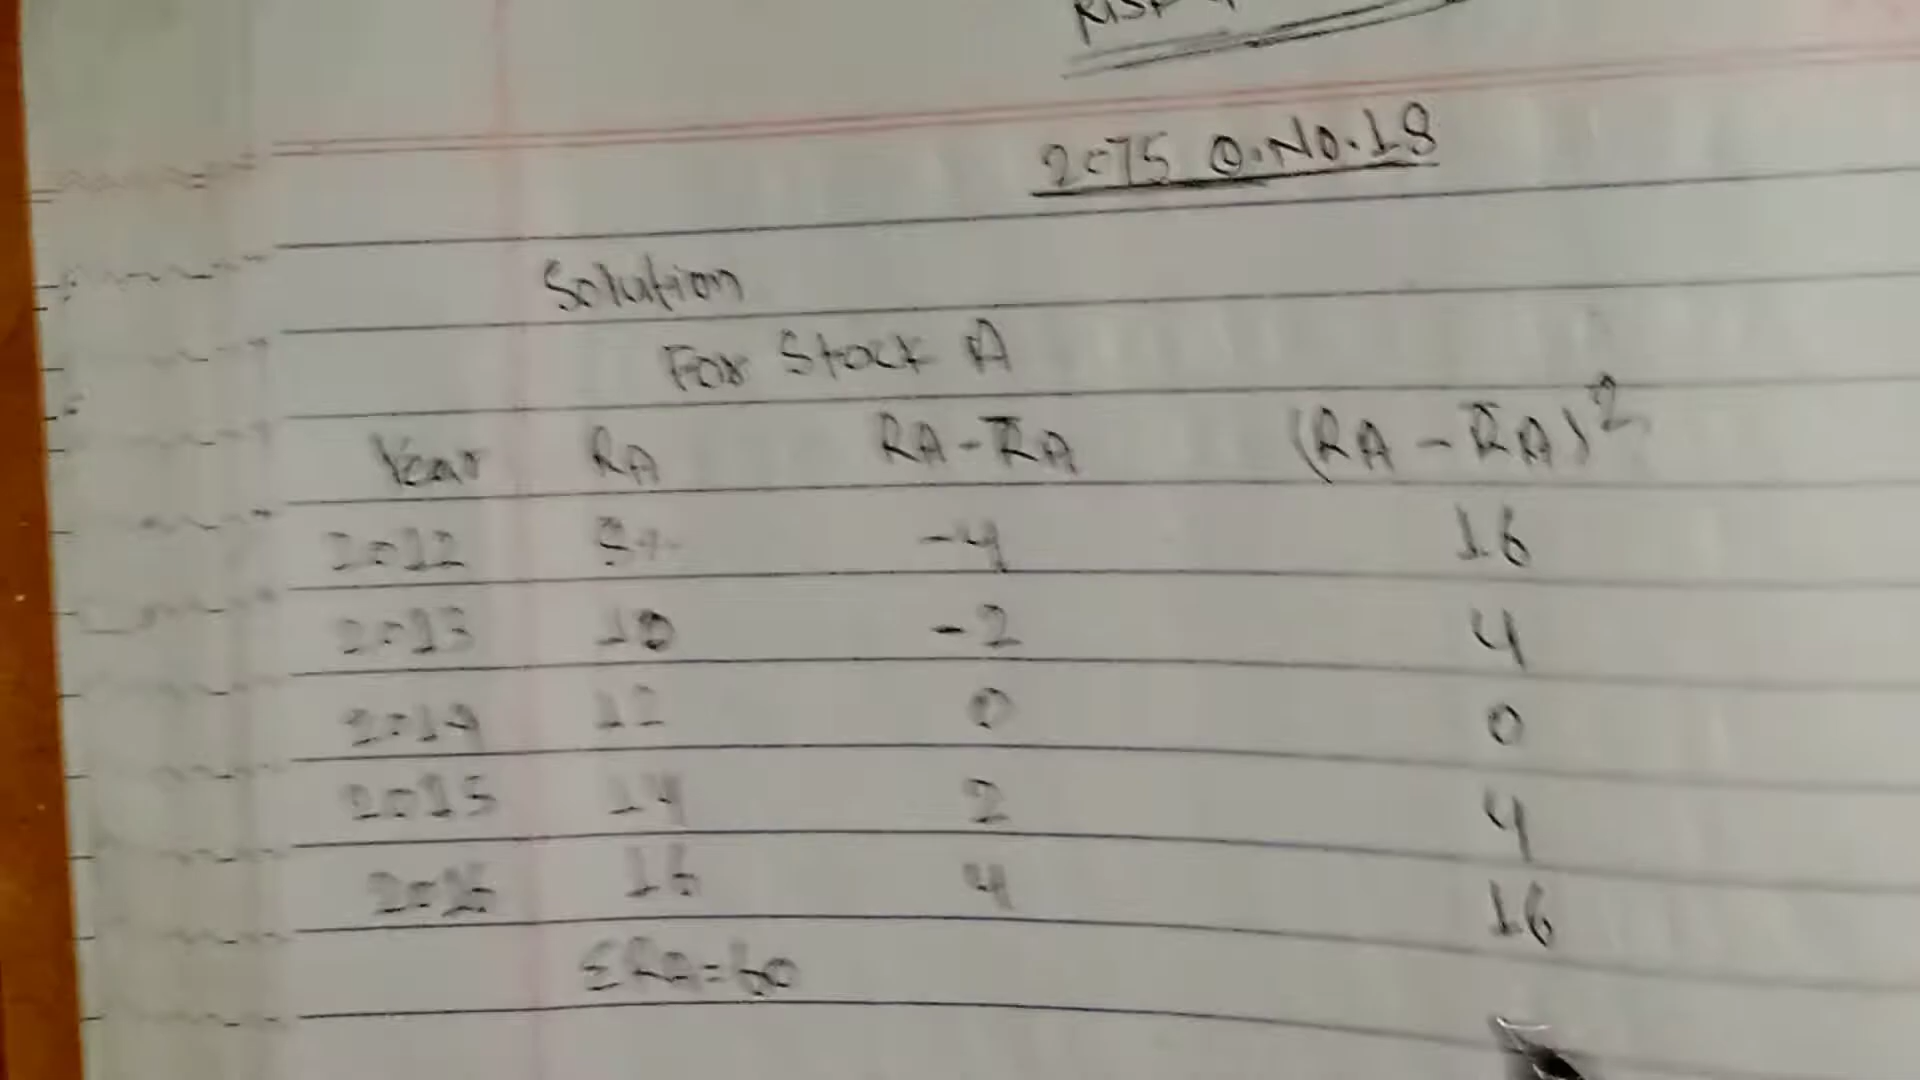 2075 Q.No.18
Solution
For Stock A
Year RA RA-R̄A (RA - R̄A)²
2012 -4 16
2013 10 -2 4
2014 12 0 0
2015 14 2 4
2016 16 4 16
ΣRA=60